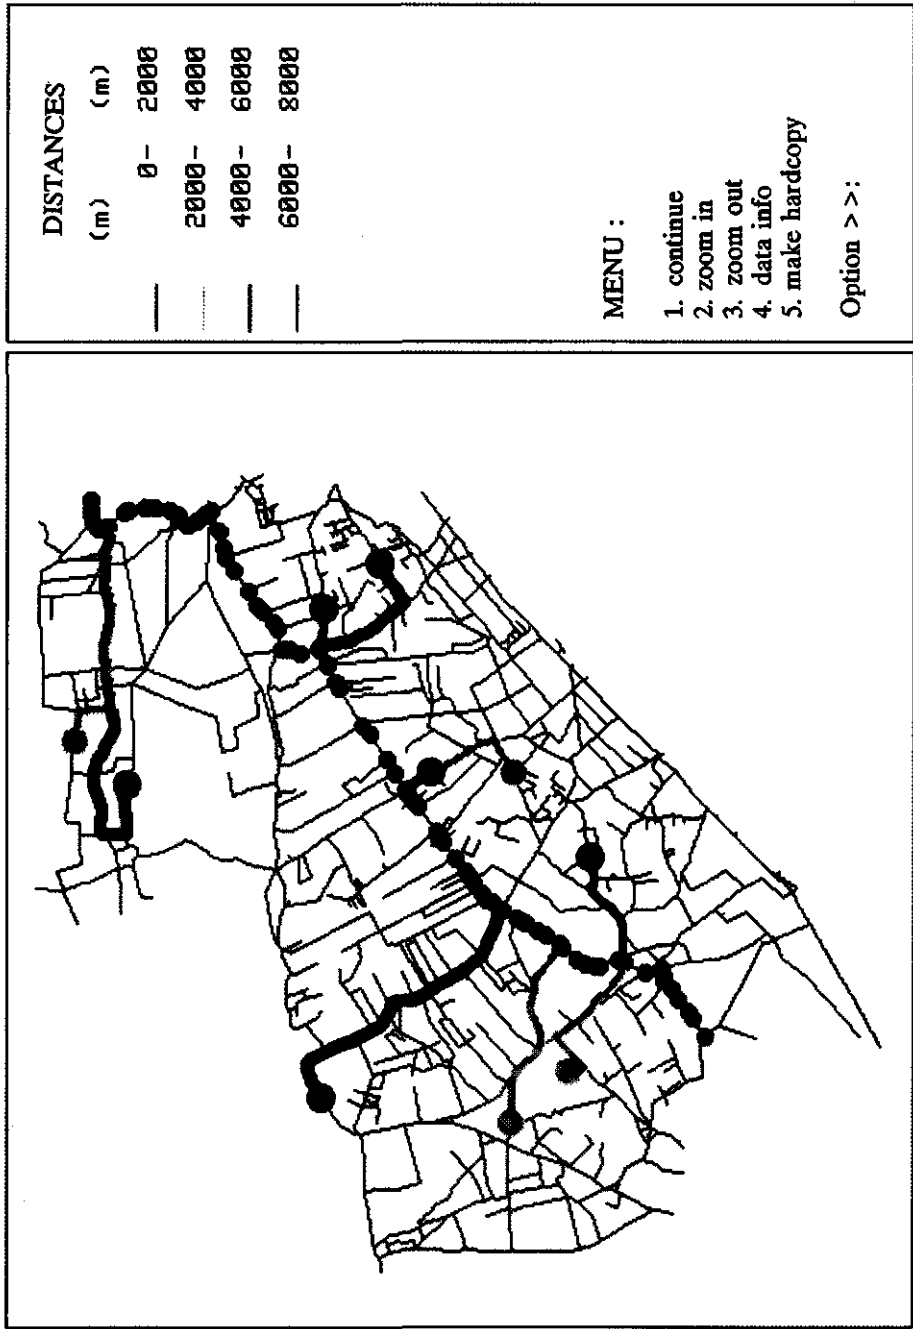 DISTANCES
(m) (m)
0- 2000
2000- 4000
4000- 6000
6000- 8000
MENU :
1. continue
2. zoom in
3. zoom out
4. data info
5. make hardcopy
Option > >: